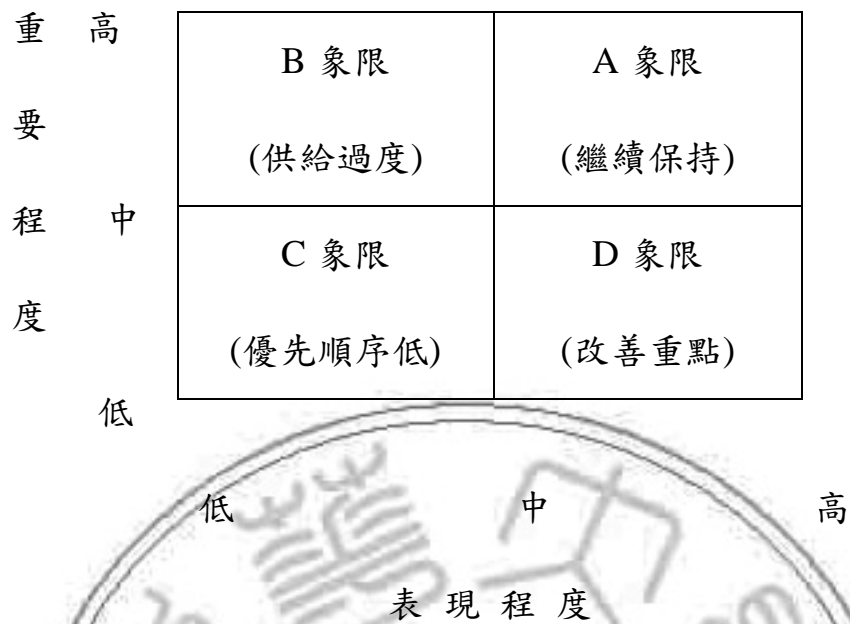 重要程度
高
B 象限
A 象限
(供給過度)
(繼續保持)
中
C 象限
D 象限
(優先順序低)
(改善重點)
低
低
中
高
表現程度